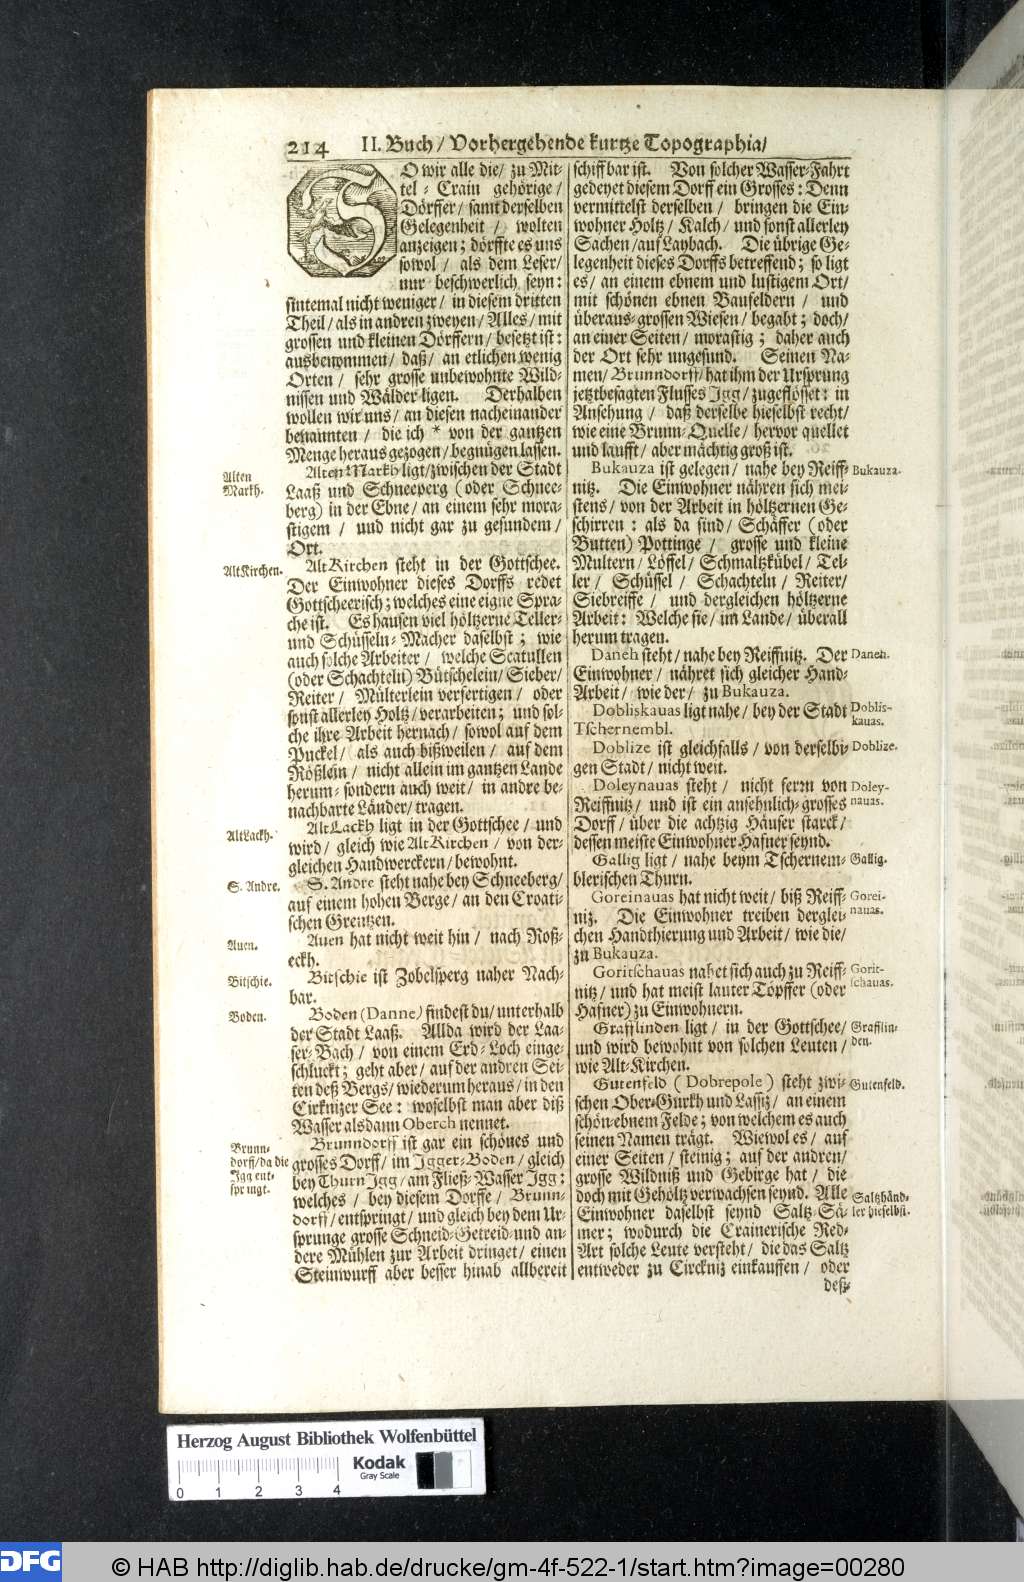 214 II. Buch / Vorhergehende kurtze Topographia /
SO wir alle die / zu Mit-
tel-Crain gehörige /
Dörffer / samt derselben
Gelegenheit / wolten
anzeigen; dörffte es uns
sowol / als dem Leser /
nur beschwerlich seyn:
sintemal nicht weniger / in diesem dritten
Theil / als in andren zweyen / Alles / mit
grossen und kleinen Dörffern / besetzt ist:
ausbenommen / daß / an etlichen wenig
Orten / sehr grosse unbewohnte Wild-
nissen und Wälder ligen. Derhalben
wollen wir uns / an diesen nacheinander
benannten / die ich * von der gantzen
Menge heraus gezogen / begnügen lassen.
Alten
Markh.
Alten Markh ligt / zwischen der Stadt
Laaß und Schneeperg (oder Schnee-
berg) in der Ebne / an einem sehr mora-
stigem / und nicht gar zu gesundem /
Ort.
Alt Kirchen.
Alt Kirchen steht in der Gottschee.
Der Einwohner dieses Dorffs redet
Gottscheerisch; welches eine eigne Spra-
che ist. Es hausen viel höltzerne Teller-
und Schüsseln-Macher daselbst; wie
auch solche Arbeiter / welche Scatullen
(oder Schachteln) Bütschelein / Sieber /
Reiter / Mülterlein verfertigen / oder
sonst allerley Holtz / verarbeiten; und sol-
che ihre Arbeit hernach / sowol auf dem
Puckel / als auch bißweilen / auf dem
Rößlein / nicht allein im gantzen Lande
herum- sondern auch weit / in andre be-
nachbarte Länder / tragen.
Alt Lackh.
Alt Lackh ligt in der Gottschee / und
wird / gleich wie Alt Kirchen / von der-
gleichen Handwerckern / bewohnt.
S. Andre.
S. Andre steht nahe bey Schneeberg /
auf einem hohen Berge / an den Croati-
schen Grentzen.
Auen.
Auen hat nicht weit hin / nach Roß-
eckh.
Bitschie.
Bitschie ist Zobelsperg naher Nach-
bar.
Boden.
Boden (Danne) findest du / unterhalb
der Stadt Laaß. Allda wird der Laa-
ser-Bach / von einem Erd-Loch einge-
schluckt; geht aber / auf der andren Sei-
ten deß Bergs / wiederum heraus / in den
Cirknizer See: woselbst man aber diß
Wasser alsdann Oberch nennet.
Brunn-
dorff / da die
Jgg ent-
springt.
Brunndorff ist gar ein schönes und
grosses Dorff / im Jgger-Boden / gleich
bey Thurn Jgg / am Fließ-Wasser Jgg;
welches / bey diesem Dorffe / Brunn-
dorff / entspringt / und gleich bey dem Ur-
sprunge grosse Schneid-Getreid- und an-
dere Mühlen zur Arbeit dringet / einen
Steinwurff aber besser hinab allbereit
schiffbar ist. Von solcher Wasser-Fahrt
gedeyet diesem Dorff ein Grosses: Denn
vermittelst derselben / bringen die Ein-
wohner Holtz / Kalch / und sonst allerley
Sachen / auf Laybach. Die übrige Ge-
legenheit dieses Dorffs betreffend; so ligt
es / an einem ebnem und lustigem Ort /
mit schönen ebnen Baufeldern / und
überaus-grossen Wiesen / begabt; doch /
an einer Seiten / morastig; daher auch
der Ort sehr ungesund. Seinen Na-
men / Brunndorff / hat ihm der Ursprung
jetztbesagten Flusses Jgg / zugeflösset: in
Ansehung / daß derselbe hieselbst recht /
wie eine Brunn-Quelle / hervor quellet
und laufft / aber mächtig groß ist.
Bukauza ist gelegen / nahe bey Reiff-
nitz. Die Einwohner nähren sich mei-
stens / von der Arbeit in höltzernen Ge-
schirren: als da sind / Schäffer (oder
Butten) Pottinge / grosse und kleine
Multern / Löffel / Schmaltzkübel / Tel-
ler / Schüssel / Schachteln / Reiter /
Siebreiffe / und dergleichen höltzerne
Arbeit: Welche sie / im Lande / überall
herum tragen.
Bukauza.
Daneh steht / nahe bey Reiffnitz. Der
Einwohner / nähret sich gleicher Hand-
Arbeit / wie der / zu Bukauza.
Daneh.
Dobliskauas ligt nahe / bey der Stadt
Tschernembl.
Doblis-
kauas.
Doblize ist gleichfalls / von derselbi-
gen Stadt / nicht weit.
Doblize.
Doleynauas steht / nicht fern von
Reiffnitz / und ist ein ansehnlich-grosses
Dorff / über die achtzig Häuser starck /
dessen meiste Einwohner Hafner seynd.
Doley-
nauas.
Gallig ligt / nahe beym Tschernem-
blerischen Thurn.
Gallig.
Goreinauas hat nicht weit / biß Reiff-
niz. Die Einwohner treiben derglei-
chen Handthierung und Arbeit / wie die /
zu Bukauza.
Gorei-
nauas.
Goritschauas nahet sich auch zu Reiff-
nitz / und hat meist lauter Töpffer (oder
Hafner) zu Einwohnern.
Gorit-
schauas.
Grafflinden ligt / in der Gottschee /
und wird bewohnt von solchen Leuten /
wie Alt-Kirchen.
Grafflin-
den.
Gutenfeld (Dobrepole) steht zwi-
schen Ober-Gurkh und Lassiz / an einem
schön-ebnem Felde; von welchem es auch
seinen Namen trägt. Wiewol es / auf
einer Seiten / steinig; auf der andren /
grosse Wildniß und Gebirge hat / die
doch mit Gehöltz verwachsen seynd. Alle
Einwohner daselbst seynd Saltz-Sä-
mer; wodurch die Crainerische Red-
Art solche Leute versteht / die das Saltz
entweder zu Circkniz einkauffen / oder
Gutenfeld.
Saltzhänd-
ler hieselbst.
deß-
Herzog August Bibliothek Wolfenbüttel
Kodak
Gray Scale
0 1 2 3 4
DFG
© HAB http://diglib.hab.de/drucke/gm-4f-522-1/start.htm?image=00280